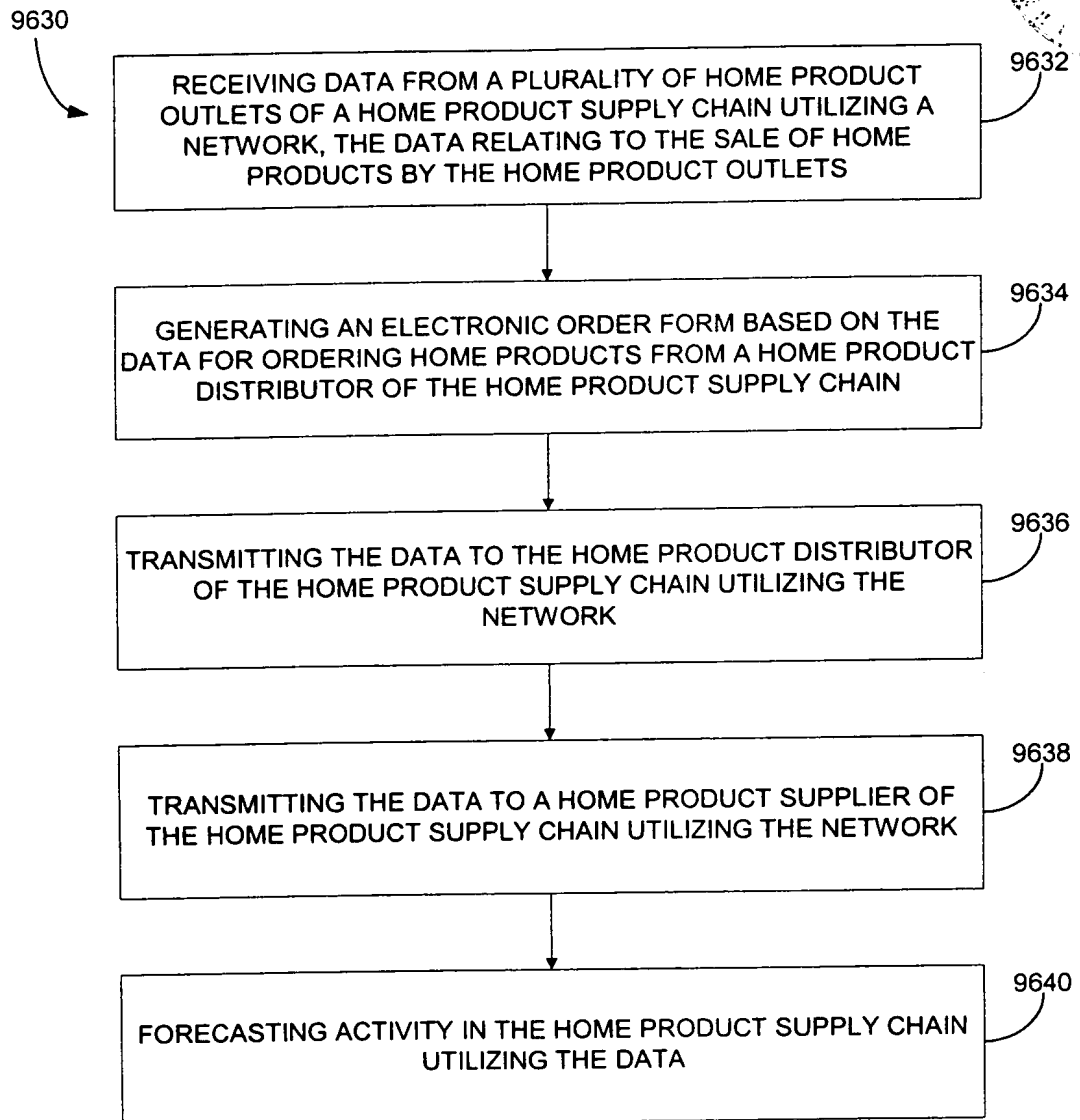 9630
9632
RECEIVING DATA FROM A PLURALITY OF HOME PRODUCT
OUTLETS OF A HOME PRODUCT SUPPLY CHAIN UTILIZING A
NETWORK, THE DATA RELATING TO THE SALE OF HOME
PRODUCTS BY THE HOME PRODUCT OUTLETS
9634
GENERATING AN ELECTRONIC ORDER FORM BASED ON THE
DATA FOR ORDERING HOME PRODUCTS FROM A HOME PRODUCT
DISTRIBUTOR OF THE HOME PRODUCT SUPPLY CHAIN
9636
TRANSMITTING THE DATA TO THE HOME PRODUCT DISTRIBUTOR
OF THE HOME PRODUCT SUPPLY CHAIN UTILIZING THE
NETWORK
9638
TRANSMITTING THE DATA TO A HOME PRODUCT SUPPLIER OF
THE HOME PRODUCT SUPPLY CHAIN UTILIZING THE NETWORK
9640
FORECASTING ACTIVITY IN THE HOME PRODUCT SUPPLY CHAIN
UTILIZING THE DATA